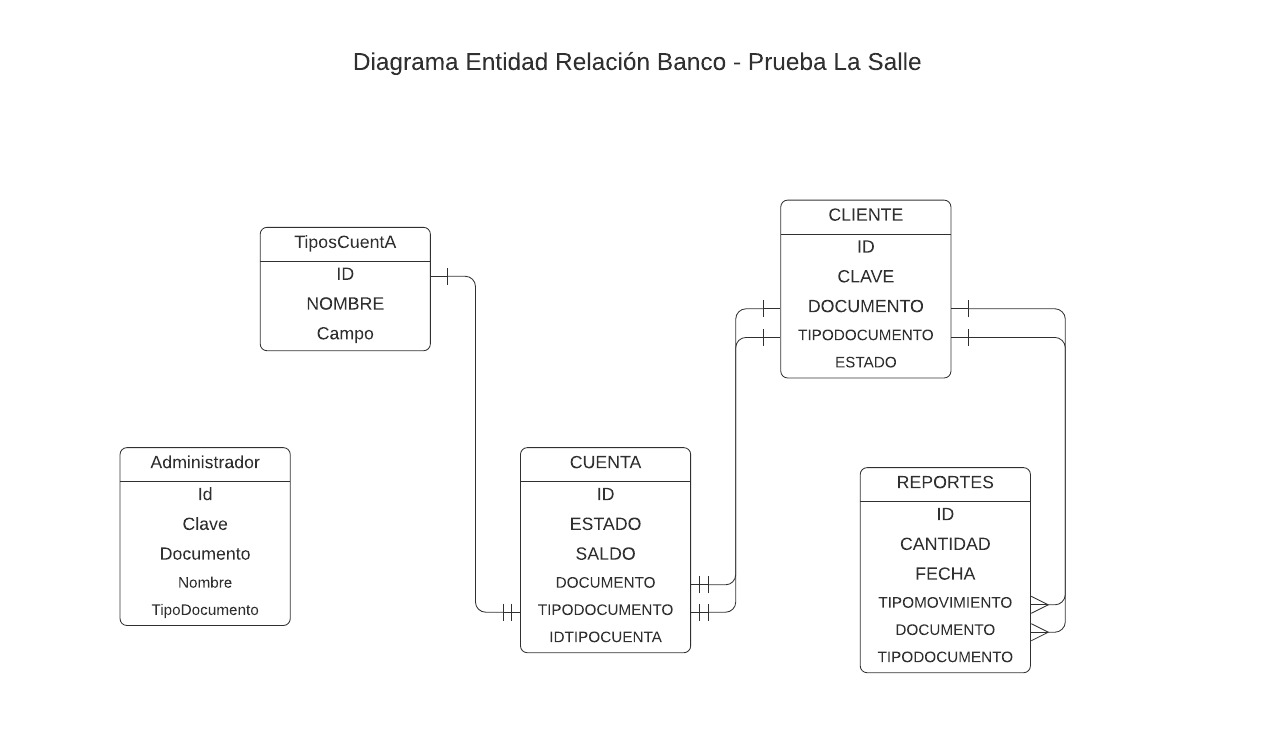 Diagrama Entidad Relación Banco - Prueba La Salle
TiposCuentA
ID
NOMBRE
Campo
CLIENTE
ID
CLAVE
DOCUMENTO
TIPODOCUMENTO
ESTADO
Administrador
Id
Clave
Documento
Nombre
TipoDocumento
CUENTA
ID
ESTADO
SALDO
DOCUMENTO
TIPODOCUMENTO
IDTIPOCUENTA
REPORTES
ID
CANTIDAD
FECHA
TIPOMOVIMIENTO
DOCUMENTO
TIPODOCUMENTO